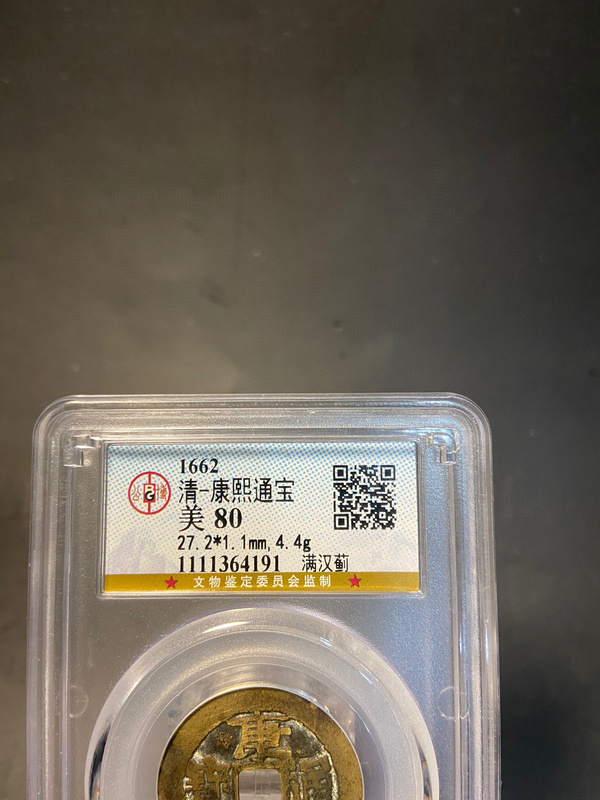 1662
清-康熙通宝
美 80
27.2*1.1mm,4.4g
1111364191 满汉蓟
★ 文物鉴定委员会监制 ★